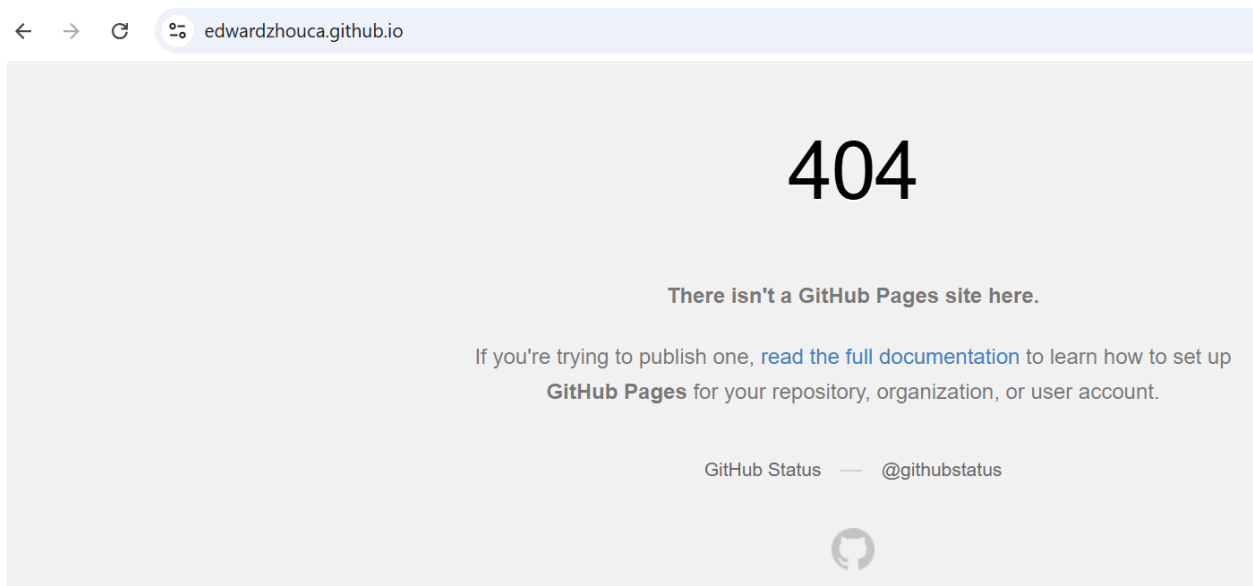 edwardzhouca.github.io
404
There isn't a GitHub Pages site here.
If you're trying to publish one, read the full documentation to learn how to set up
GitHub Pages for your repository, organization, or user account.
GitHub Status — @githubstatus